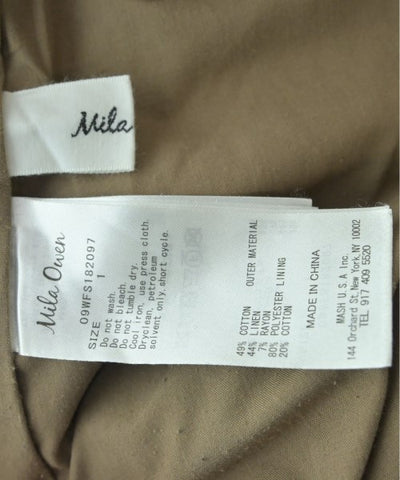 Mila
Mila Owen
09WFS182097
SIZE 1
Do not wash.
Do not bleach.
Do not tumble dry.
Cool iron, use press cloth.
Dryclean, petroleum
solvent only.short cycle.
OUTER MATERIAL
49% COTTON
44% LINEN
7% RAYON
LINING
80% POLYESTER
20% COTTON
MADE IN CHINA
MASH U.S.A Inc.
144 Orchard St, New York, NY 10002
TEL 917 409 5520